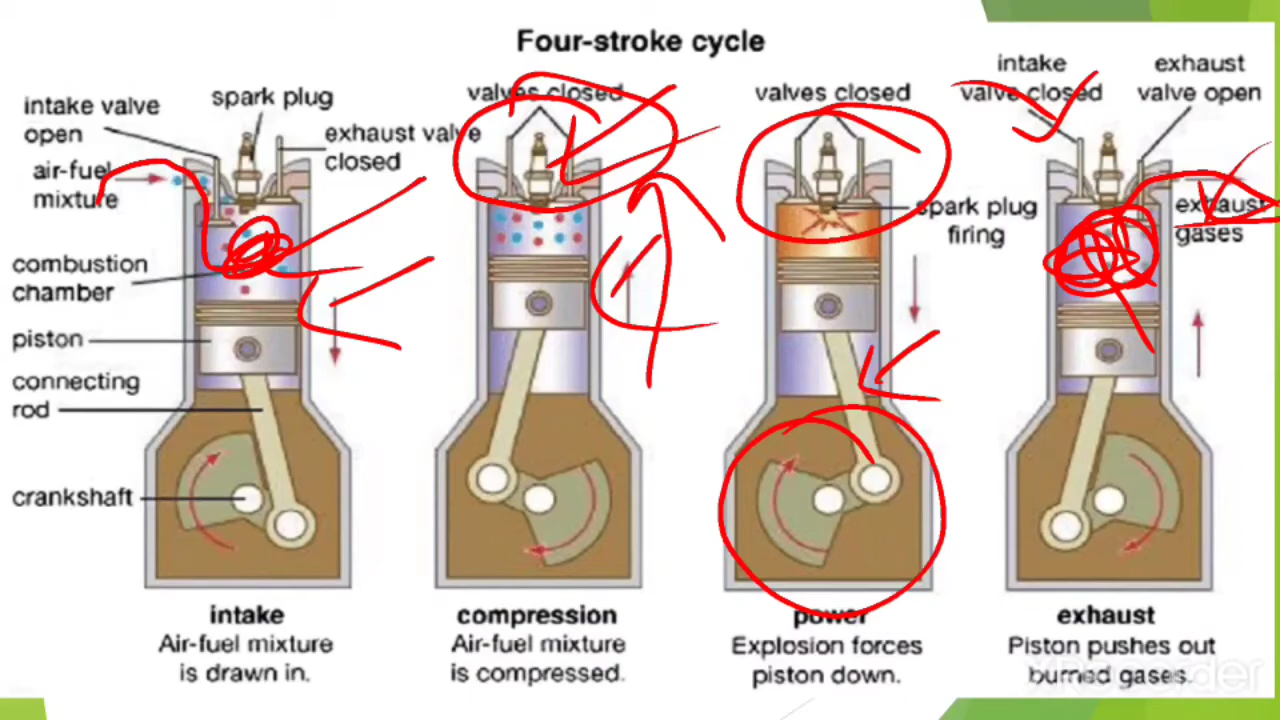 Four-stroke cycle
intake valve
open
spark plug
exhaust valve
closed
air-fuel
mixture
combustion
chamber
piston
connecting
rod
crankshaft
valves closed
valves closed
spark plug
firing
intake
valve closed
exhaust
valve open
exhaust
gases
intake
Air-fuel mixture
is drawn in.
compression
Air-fuel mixture
is compressed.
power
Explosion forces
piston down.
exhaust
Piston pushes out
burned gases.